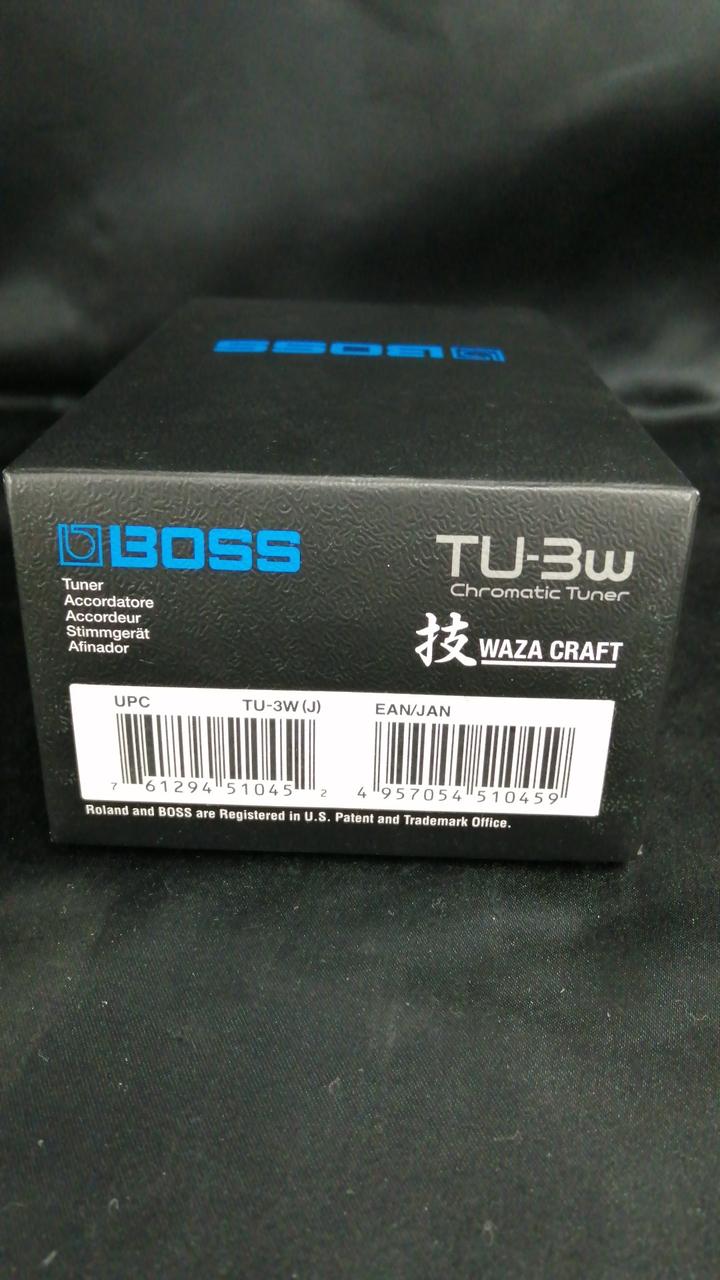 BOSS
BOSS
Tuner
Accordatore
Accordeur
Stimmgerät
Afinador
TU-3w
Chromatic Tuner
技 WAZA CRAFT
UPC TU-3W (J)
7 61294 51045 2
EAN/JAN
4 957054 510459
Roland and BOSS are Registered in U.S. Patent and Trademark Office.